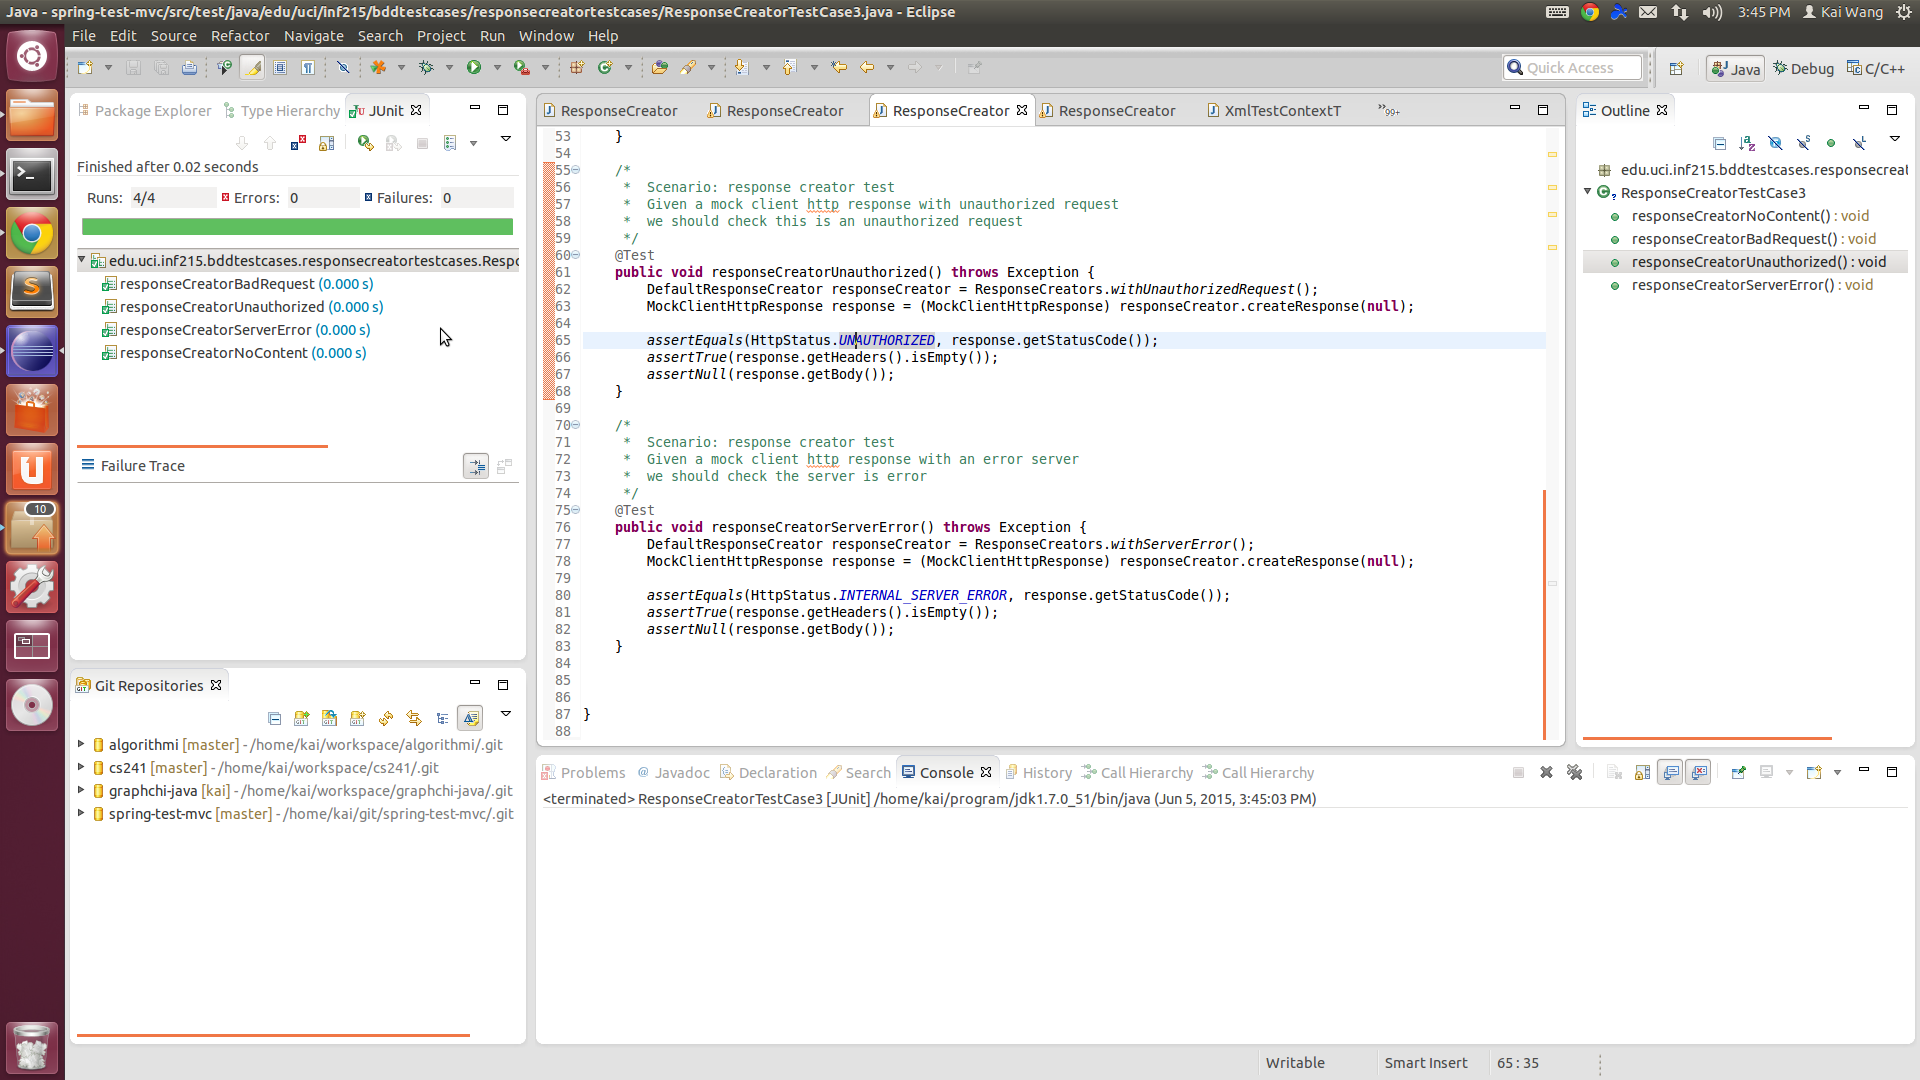 Java - spring-test-mvc/src/test/java/edu/uci/inf215/bddtestcases/responsecreatortestcases/ResponseCreatorTestCase3.java - Eclipse
3:45 PM Kai Wang
File Edit Source Refactor Navigate Search Project Run Window Help
Quick Access
Java Debug C/C++
Package Explorer Type Hierarchy JUnit
Finished after 0.02 seconds
Runs: 4/4 Errors: 0 Failures: 0
edu.uci.inf215.bddtestcases.responsecreatortestcases.Respo
responseCreatorBadRequest (0.000 s)
responseCreatorUnauthorized (0.000 s)
responseCreatorServerError (0.000 s)
responseCreatorNoContent (0.000 s)
Failure Trace
10
Git Repositories
algorithmi [master] - /home/kai/workspace/algorithmi/.git
cs241 [master] - /home/kai/workspace/cs241/.git
graphchi-java [kai] - /home/kai/workspace/graphchi-java/.git
spring-test-mvc [master] - /home/kai/git/spring-test-mvc/.git
ResponseCreator ResponseCreator ResponseCreator ResponseCreator XmlTestContextT 99+
53 }
54
55 /*
56 * Scenario: response creator test
57 * Given a mock client http response with unauthorized request
58 * we should check this is an unauthorized request
59 */
60 @Test
61 public void responseCreatorUnauthorized() throws Exception {
62 DefaultResponseCreator responseCreator = ResponseCreators.withUnauthorizedRequest();
63 MockClientHttpResponse response = (MockClientHttpResponse) responseCreator.createResponse(null);
64
65 assertEquals(HttpStatus.UNAUTHORIZED, response.getStatusCode());
66 assertTrue(response.getHeaders().isEmpty());
67 assertNull(response.getBody());
68 }
69
70 /*
71 * Scenario: response creator test
72 * Given a mock client http response with an error server
73 * we should check the server is error
74 */
75 @Test
76 public void responseCreatorServerError() throws Exception {
77 DefaultResponseCreator responseCreator = ResponseCreators.withServerError();
78 MockClientHttpResponse response = (MockClientHttpResponse) responseCreator.createResponse(null);
79
80 assertEquals(HttpStatus.INTERNAL_SERVER_ERROR, response.getStatusCode());
81 assertTrue(response.getHeaders().isEmpty());
82 assertNull(response.getBody());
83 }
84
85
86
87 }
88
Outline
edu.uci.inf215.bddtestcases.responsecreat
ResponseCreatorTestCase3
responseCreatorNoContent() : void
responseCreatorBadRequest() : void
responseCreatorUnauthorized() : void
responseCreatorServerError() : void
Problems Javadoc Declaration Search Console History Call Hierarchy Call Hierarchy
<terminated> ResponseCreatorTestCase3 [JUnit] /home/kai/program/jdk1.7.0_51/bin/java (Jun 5, 2015, 3:45:03 PM)
Writable Smart Insert 65 : 35